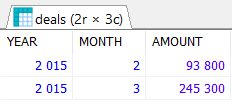 deals (2r × 3c)
YEAR MONTH AMOUNT
2 015 2 93 800
2 015 3 245 300